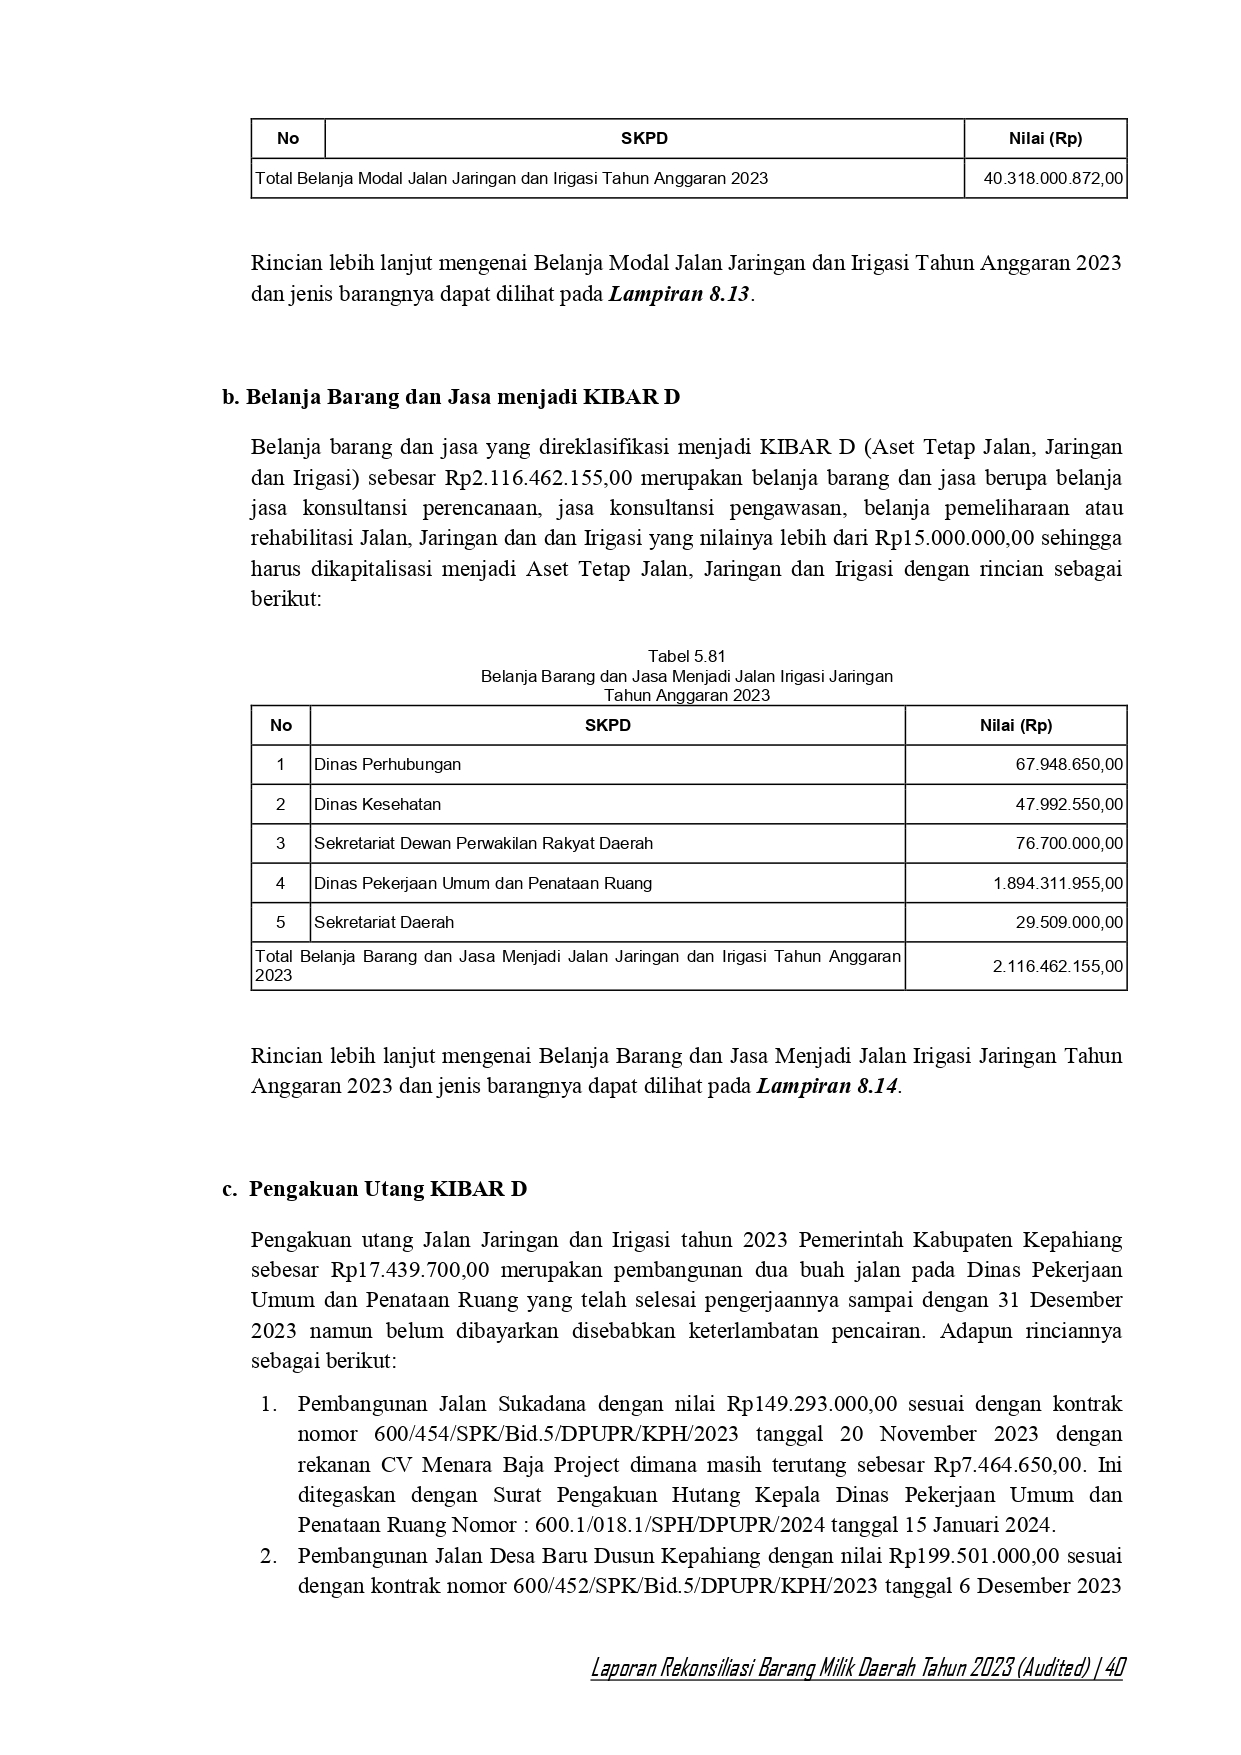 No SKPD Nilai (Rp)
Total Belanja Modal Jalan Jaringan dan Irigasi Tahun Anggaran 2023 40.318.000.872,00
Rincian lebih lanjut mengenai Belanja Modal Jalan Jaringan dan Irigasi Tahun Anggaran 2023
dan jenis barangnya dapat dilihat pada Lampiran 8.13.
b. Belanja Barang dan Jasa menjadi KIBAR D
Belanja barang dan jasa yang direklasifikasi menjadi KIBAR D (Aset Tetap Jalan, Jaringan
dan Irigasi) sebesar Rp2.116.462.155,00 merupakan belanja barang dan jasa berupa belanja
jasa konsultansi perencanaan, jasa konsultansi pengawasan, belanja pemeliharaan atau
rehabilitasi Jalan, Jaringan dan dan Irigasi yang nilainya lebih dari Rp15.000.000,00 sehingga
harus dikapitalisasi menjadi Aset Tetap Jalan, Jaringan dan Irigasi dengan rincian sebagai
berikut:
Tabel 5.81
Belanja Barang dan Jasa Menjadi Jalan Irigasi Jaringan
Tahun Anggaran 2023
No SKPD Nilai (Rp)
1 Dinas Perhubungan 67.948.650,00
2 Dinas Kesehatan 47.992.550,00
3 Sekretariat Dewan Perwakilan Rakyat Daerah 76.700.000,00
4 Dinas Pekerjaan Umum dan Penataan Ruang 1.894.311.955,00
5 Sekretariat Daerah 29.509.000,00
Total Belanja Barang dan Jasa Menjadi Jalan Jaringan dan Irigasi Tahun Anggaran
2023 2.116.462.155,00
Rincian lebih lanjut mengenai Belanja Barang dan Jasa Menjadi Jalan Irigasi Jaringan Tahun
Anggaran 2023 dan jenis barangnya dapat dilihat pada Lampiran 8.14.
c. Pengakuan Utang KIBAR D
Pengakuan utang Jalan Jaringan dan Irigasi tahun 2023 Pemerintah Kabupaten Kepahiang
sebesar Rp17.439.700,00 merupakan pembangunan dua buah jalan pada Dinas Pekerjaan
Umum dan Penataan Ruang yang telah selesai pengerjaannya sampai dengan 31 Desember
2023 namun belum dibayarkan disebabkan keterlambatan pencairan. Adapun rinciannya
sebagai berikut:
1. Pembangunan Jalan Sukadana dengan nilai Rp149.293.000,00 sesuai dengan kontrak
nomor 600/454/SPK/Bid.5/DPUPR/KPH/2023 tanggal 20 November 2023 dengan
rekanan CV Menara Baja Project dimana masih terutang sebesar Rp7.464.650,00. Ini
ditegaskan dengan Surat Pengakuan Hutang Kepala Dinas Pekerjaan Umum dan
Penataan Ruang Nomor : 600.1/018.1/SPH/DPUPR/2024 tanggal 15 Januari 2024.
2. Pembangunan Jalan Desa Baru Dusun Kepahiang dengan nilai Rp199.501.000,00 sesuai
dengan kontrak nomor 600/452/SPK/Bid.5/DPUPR/KPH/2023 tanggal 6 Desember 2023
Laporan Rekonsiliasi Barang Milik Daerah Tahun 2023 (Audited) | 40